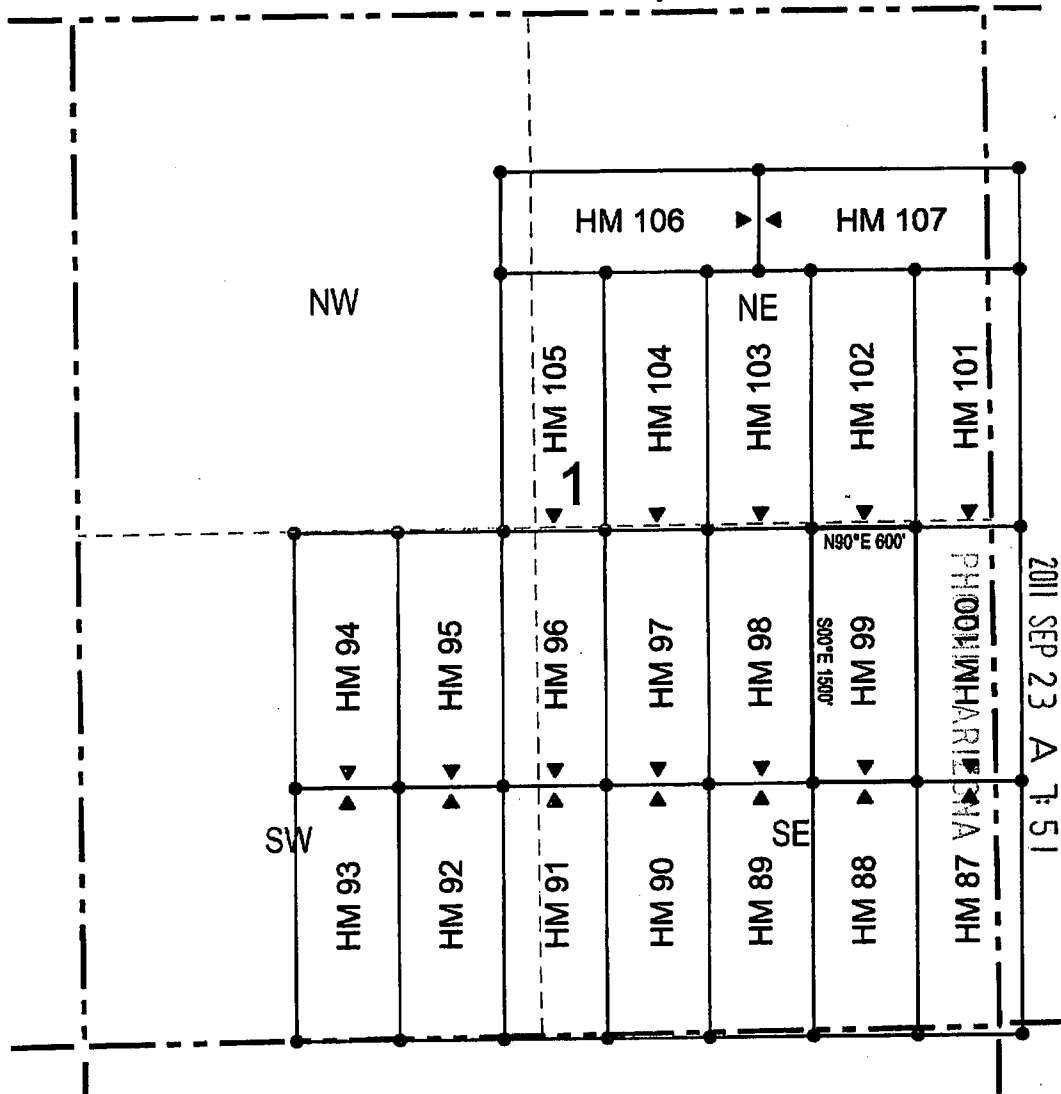 HM 106
HM 107
NW
NE
HM 105
HM 104
HM 103
HM 102
HM 101
1
N90°E 600'
S00°E 1500'
HM 94
HM 95
HM 96
HM 97
HM 98
HM 99
HM 100
SW
SE
HM 93
HM 92
HM 91
HM 90
HM 89
HM 88
HM 87
2011 SEP 23 A 7:51
PHOENIX ARIZONA